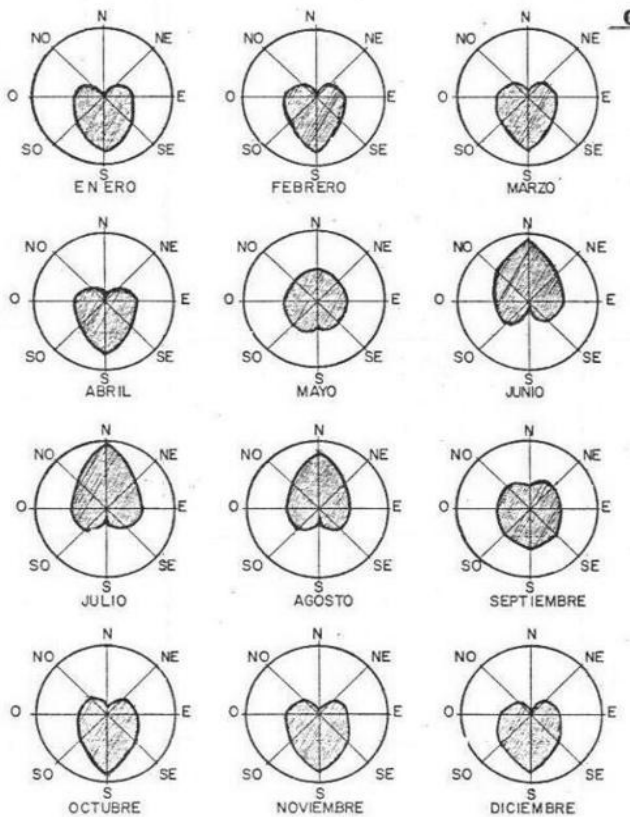 N N N
NO NE NO NE NO NE
O E O E O E
SO SE SO SE SO SE
S S S
EN ERO FEBRERO MARZO
N N N
NO NE NO NE NO NE
O E O E O E
SO SE SO SE SO SE
S S S
ABRIL MAYO JUNIO
N N N
NO NE NO NE NO NE
O E O E O E
SO SE SO SE SO SE
S S S
JULIO AGOSTO SEPTIEMBRE
N N N
NO NE NO NE NO NE
O E O E O E
SO SE SO SE SO SE
S S S
OCTUBRE NOVIEMBRE DICIEMBRE